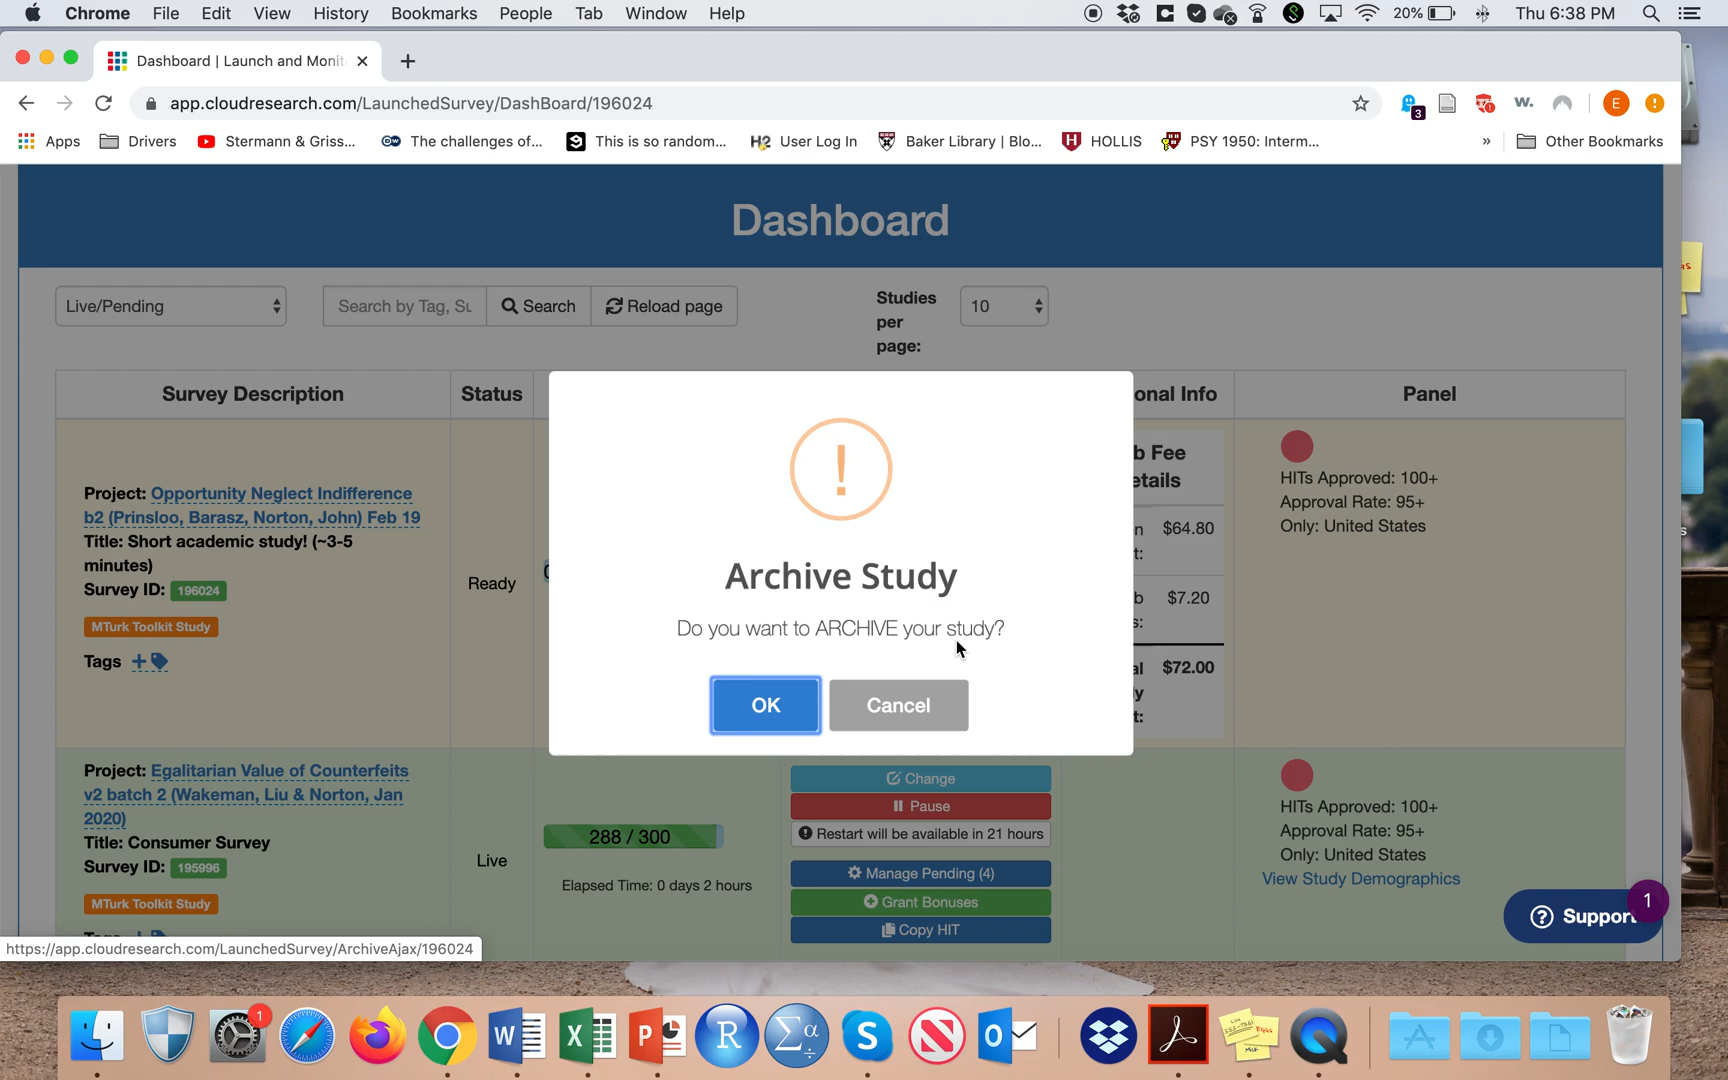 Chrome File Edit View History Bookmarks People Tab Window Help 20% Thu 6:38 PM
Dashboard | Launch and Monit
app.cloudresearch.com/LaunchedSurvey/DashBoard/196024
3 W. E
Apps Drivers Stermann & Griss... The challenges of... This is so random... H2 User Log In Baker Library | Blo... HOLLIS PSY 1950: Interm... » Other Bookmarks
Dashboard
Live/Pending
Search by Tag, Su Search Reload page
Studies
per
page:
10
Survey Description Status onal Info Panel
Project: Opportunity Neglect Indifference
b2 (Prinsloo, Barasz, Norton, John) Feb 19
Title: Short academic study! (~3-5
minutes)
Survey ID: 196024
MTurk Toolkit Study
Tags +
Ready
b Fee
etails
n $64.80
t:
b $7.20
s:
al $72.00
y
t:
HITs Approved: 100+
Approval Rate: 95+
Only: United States
!
Archive Study
Do you want to ARCHIVE your study?
OK Cancel
Project: Egalitarian Value of Counterfeits
v2 batch 2 (Wakeman, Liu & Norton, Jan
2020)
Title: Consumer Survey
Survey ID: 195996
MTurk Toolkit Study
Live
288 / 300
Elapsed Time: 0 days 2 hours
Change
Pause
Restart will be available in 21 hours
Manage Pending (4)
Grant Bonuses
Copy HIT
HITs Approved: 100+
Approval Rate: 95+
Only: United States
View Study Demographics
Support
1
https://app.cloudresearch.com/LaunchedSurvey/ArchiveAjax/196024
1